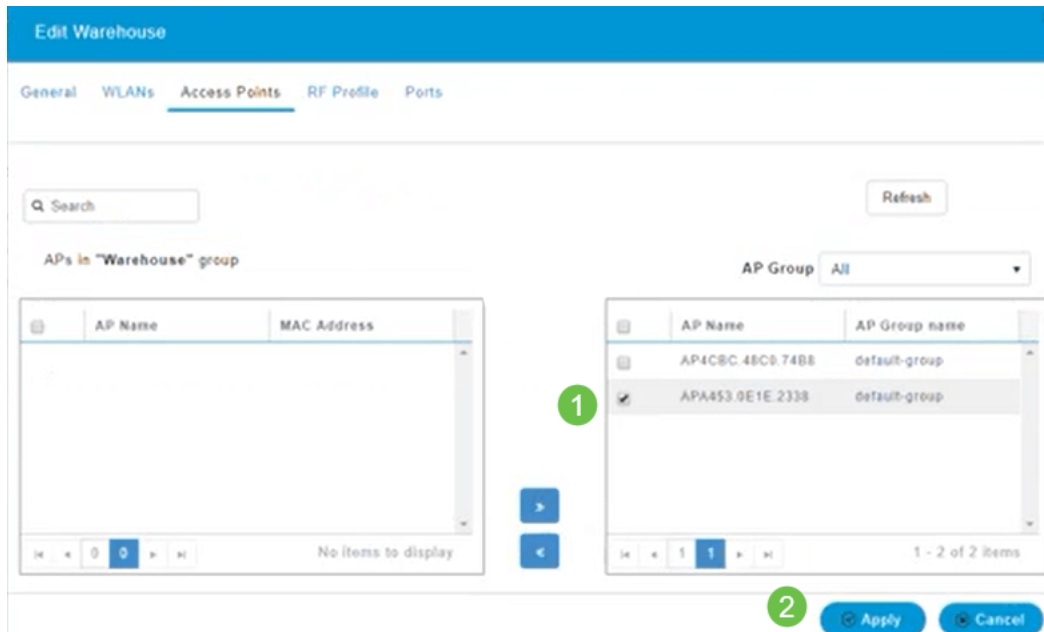 Edit Warehouse
General WLANs Access Points RF Profile Ports
Search
Refresh
APs in "Warehouse" group
AP Group All
AP Name MAC Address
AP Name AP Group name
AP4CBC.48C0.74B8 default-group
1 APA453.0E1E.2338 default-group
0 0 No items to display
1 1 1 - 2 of 2 items
2 Apply Cancel